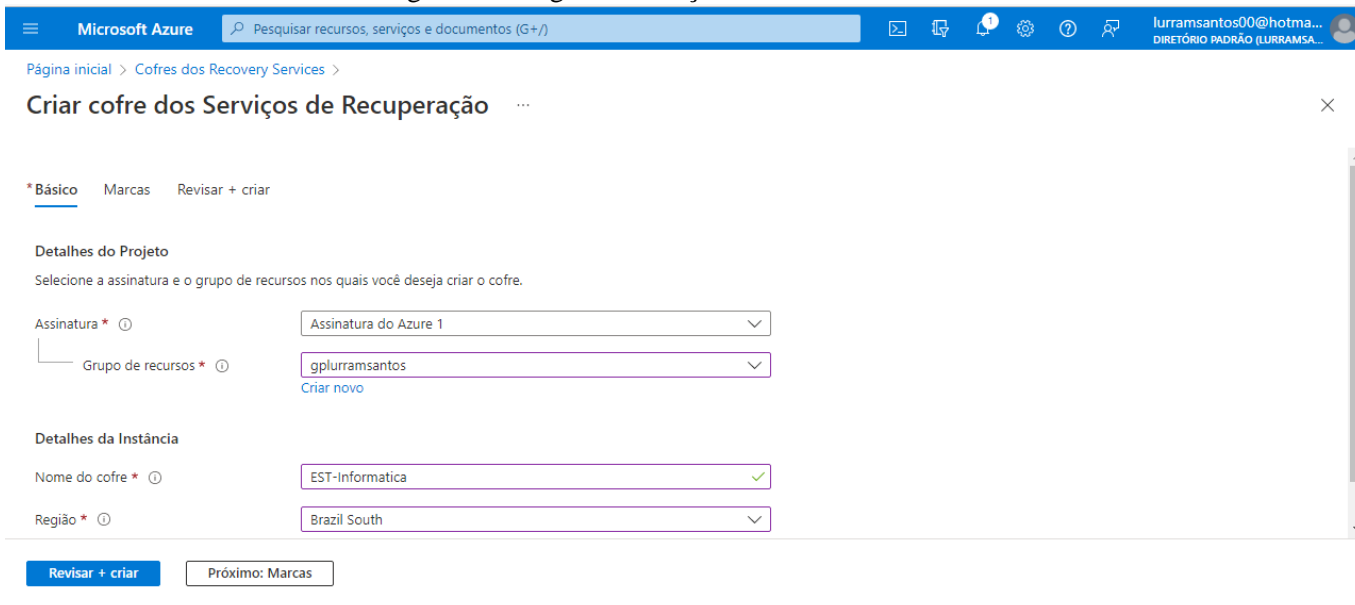 Microsoft Azure
Pesquisar recursos, serviços e documentos (G+/)
1
lurramsantos00@hotma...
DIRETÓRIO PADRÃO (LURRAMSA...
Página inicial > Cofres dos Recovery Services >
Criar cofre dos Serviços de Recuperação ...
*Básico Marcas Revisar + criar
Detalhes do Projeto
Selecione a assinatura e o grupo de recursos nos quais você deseja criar o cofre.
Assinatura * Assinatura do Azure 1
Grupo de recursos * gplurramsantos
Criar novo
Detalhes da Instância
Nome do cofre * EST-Informatica
Região * Brazil South
Revisar + criar Próximo: Marcas